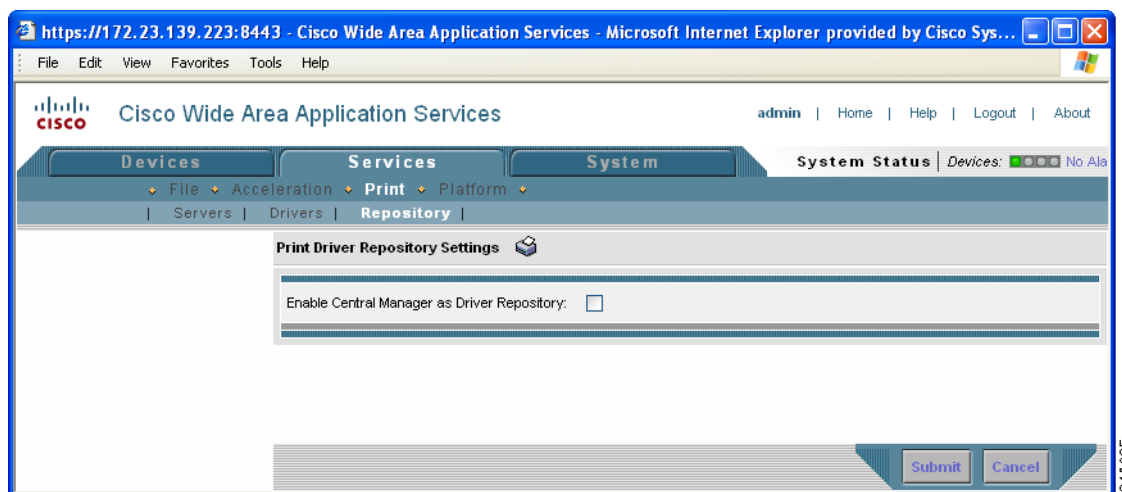 https://172.23.139.223:8443 - Cisco Wide Area Application Services - Microsoft Internet Explorer provided by Cisco Sys...
File Edit View Favorites Tools Help
CISCO Cisco Wide Area Application Services admin | Home | Help | Logout | About
Devices Services System System Status Devices: No Ala
File Acceleration Print Platform
| Servers | Drivers | Repository |
Print Driver Repository Settings
Enable Central Manager as Driver Repository:
Submit Cancel